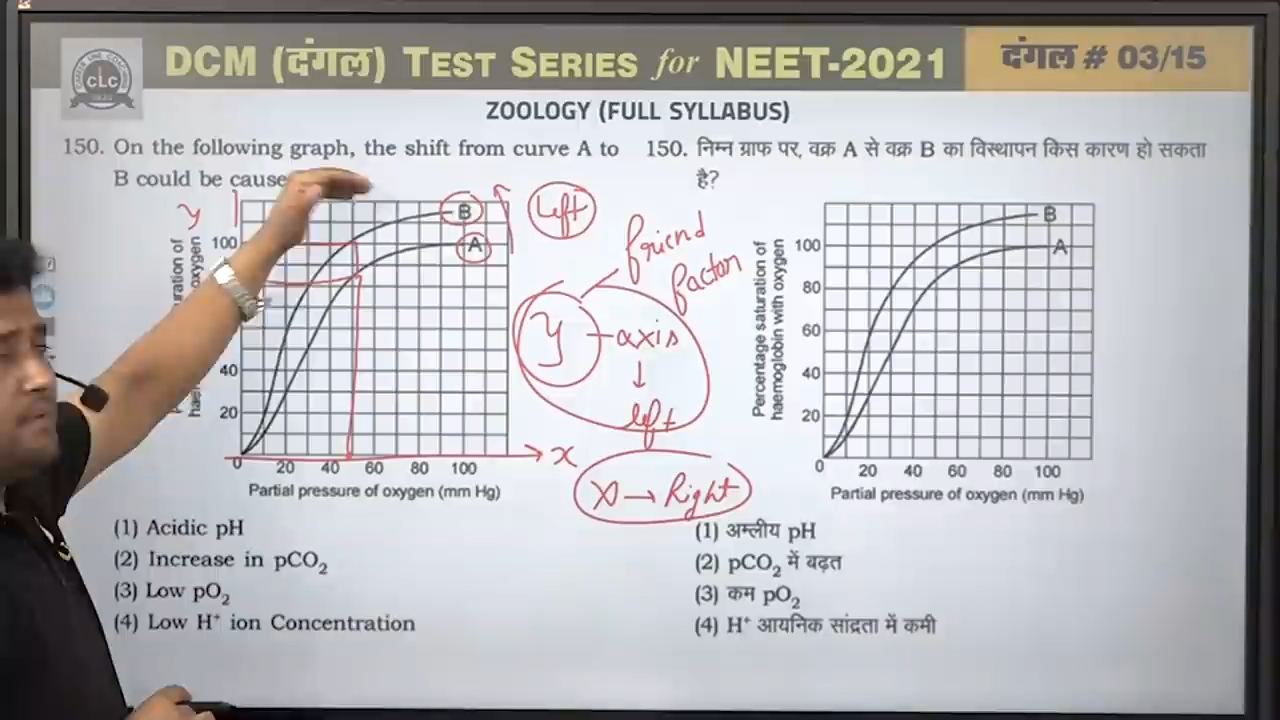 CLC
DCM (दंगल) TEST SERIES for NEET-2021
दंगल # 03/15
ZOOLOGY (FULL SYLLABUS)
150. On the following graph, the shift from curve A to
B could be cause
y
100
40
20
0
20 40 60 80 100
Partial pressure of oxygen (mm Hg)
oxygen
B
A
x
Left
friend
factor
y-axis
↓
left
x → Right
(1) Acidic pH
(2) Increase in pCO₂
(3) Low pO₂
(4) Low H⁺ ion Concentration
150. निम्न ग्राफ पर, वक्र A से वक्र B का विस्थापन किस कारण हो सकता
है?
Percentage saturation of
haemoglobin with oxygen
100
80
60
40
20
0
20 40 60 80 100
Partial pressure of oxygen (mm Hg)
B
A
(1) अम्लीय pH
(2) pCO₂ में बढ़त
(3) कम pO₂
(4) H⁺ आयनिक सांद्रता में कमी